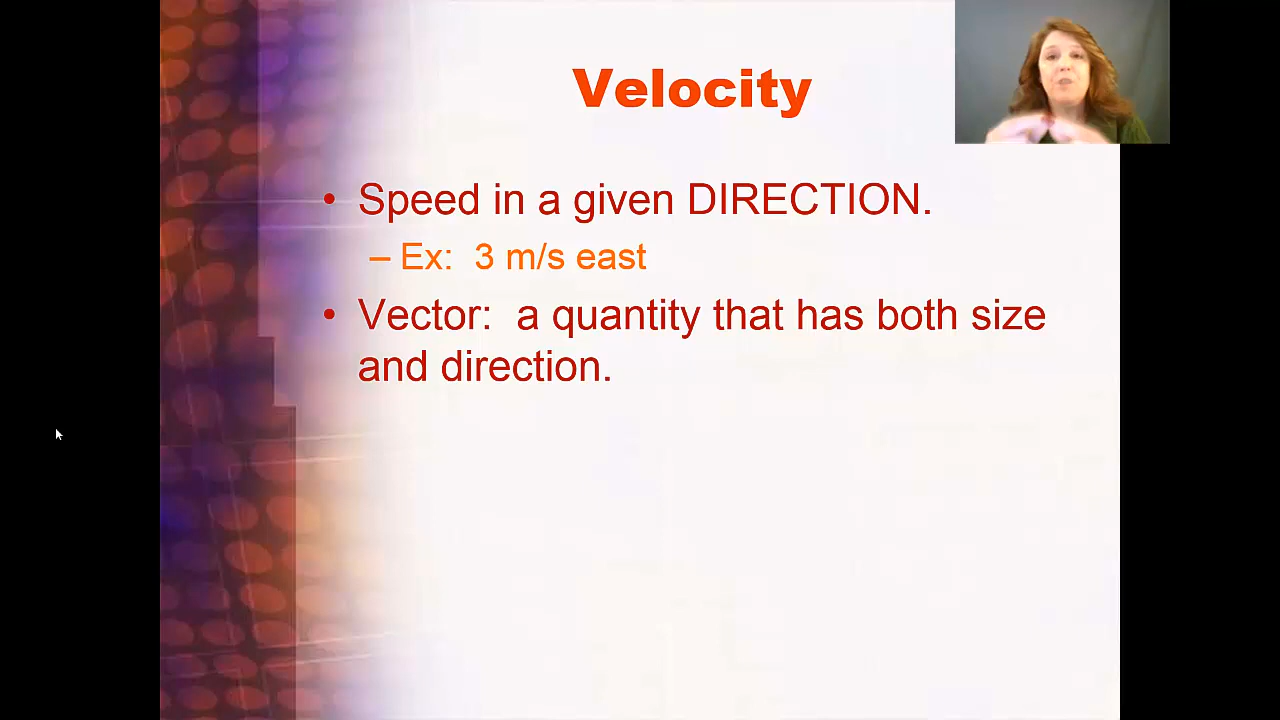 Velocity
• Speed in a given DIRECTION.
– Ex:  3 m/s east
• Vector:  a quantity that has both size
and direction.